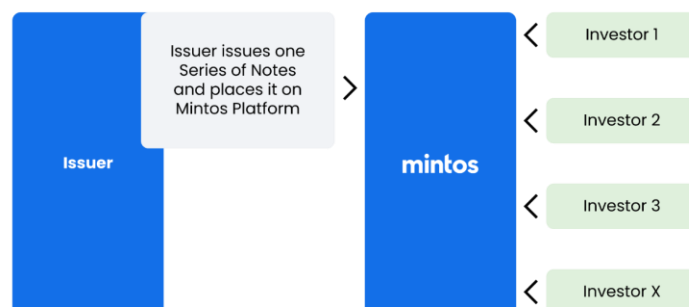 Issuer issues one
Series of Notes
and places it on
Mintos Platform
Issuer
mintos
Investor 1
Investor 2
Investor 3
Investor X